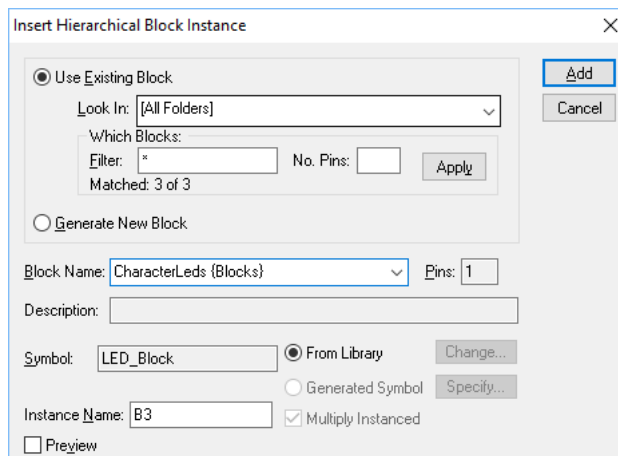 Insert Hierarchical Block Instance
Use Existing Block
Add
Look In: [All Folders]
Cancel
Which Blocks:
Filter: * No. Pins: Apply
Matched: 3 of 3
Generate New Block
Block Name: CharacterLeds {Blocks} Pins: 1
Description:
Symbol: LED_Block From Library Change...
Generated Symbol Specify...
Instance Name: B3 Multiply Instanced
Preview